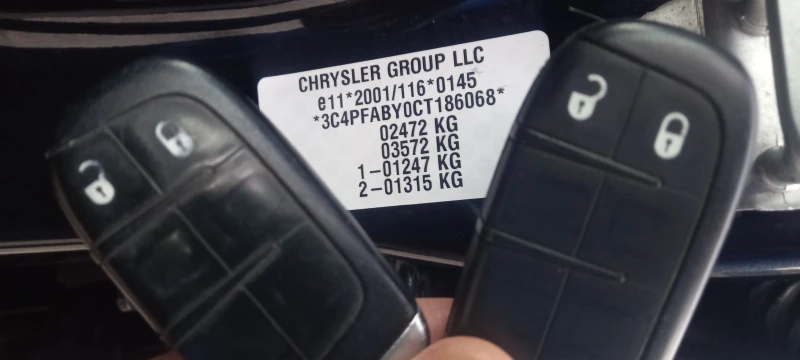 CHRYSLER GROUP LLC
e11*2001/116*0145
*3C4PFABY0CT186068*
02472 KG
03572 KG
1-01247 KG
2-01315 KG